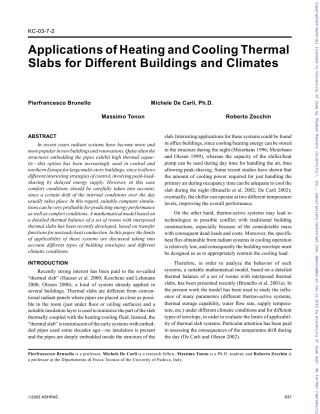 KC-03-7-2
Applications of Heating and Cooling Thermal
Slabs for Different Buildings and Climates
Pierfrancesco Brunello
Michele De Carli, Ph.D.
Massimo Tonon
Roberto Zecchin
ABSTRACT
In recent years radiant systems have become more and
more popular in new buildings and renovations. Quite often the
structures embedding the pipes exhibit high thermal capac-
ity—this option has been increasingly used in central and
northern Europe for large multi-story buildings, since it allows
different interesting strategies of control, involving peak-load-
shaving by delayed energy supply. However, in this case
comfort conditions should be carefully taken into account,
since a certain drift of the internal conditions over the day
usually takes place. In this regard, suitable computer simula-
tions can be very profitable for predicting energy performance
as well as comfort conditions. A mathematical model based on
a detailed thermal balance of a set of rooms with interposed
thermal slabs has been recently developed, based on transfer
functions for unsteady heat conduction. In this paper, the limits
of applicability of these systems are discussed taking into
account different types of building envelopes and different
climatic conditions.
INTRODUCTION
Recently strong interest has been paid to the so-called
"thermal slab" (Hauser et al. 2000; Koschenz and Lehmann
2000; Olesen 2000), a kind of system already applied in
several buildings. Thermal slabs are different from conven-
tional radiant panels where pipes are placed as close as possi-
ble to the room (just under floor or ceiling surfaces) and a
suitable insulation layer is used to minimize the part of the slab
thermally coupled with the heating/cooling fluid. Instead, the
"thermal slab" is reminiscent of the early systems with embed-
ded pipes used some decades ago—no insulation is present
and the pipes are deeply embedded inside the structure of the
slab. Interesting applications for these systems could be found
in office buildings, since cooling heating energy can be stored
in the structures during the night (Meierhans 1996; Meierhans
and Olesen 1999), whereas the capacity of the chiller/heat
pump can be used during day time for handling the air, thus
allowing peak-shaving. Some recent studies have shown that
the amount of cooling power required for just handling the
primary air during occupancy time can be adequate to cool the
slab during the night (Brunello et al. 2002; De Carli 2002);
eventually, the chiller can operate at two different temperature
levels, improving the overall performance.
On the other hand, thermo-active systems may lead to
technologies in possible conflict with traditional building
constructions, especially because of the considerable mass
with consequent dead loads and costs. Moreover, the specific
heat flux obtainable from radiant systems in cooling operation
is relatively low, and consequently the building envelope must
be designed so as to appropriately contain the cooling load.
Therefore, in order to analyze the behavior of such
systems, a suitable mathematical model, based on a detailed
thermal balance of a set of rooms with interposed thermal
slabs, has been presented recently (Brunello et al. 2001a). In
the present work the model has been used to study the influ-
ence of many parameters (different thermo-active systems,
thermal storage capability, water flow rate, supply tempera-
ture, etc.) under different climatic conditions and for different
types of envelope, in order to evaluate the limits of applicabil-
ity of thermal slab systems. Particular attention has been paid
to the assessing of the consequences of the temperature drift
during the day (De Carli and Olesen 2002).
Pierfrancesco Brunello is a professor, Michele De Carli is a research fellow, Massimo Tonon is a Ph.D. student, and Roberto Zecchin is
a professor at the Dipartimento di Fisica Tecnica of the University of Padova, Italy.
©2003 ASHRAE
637